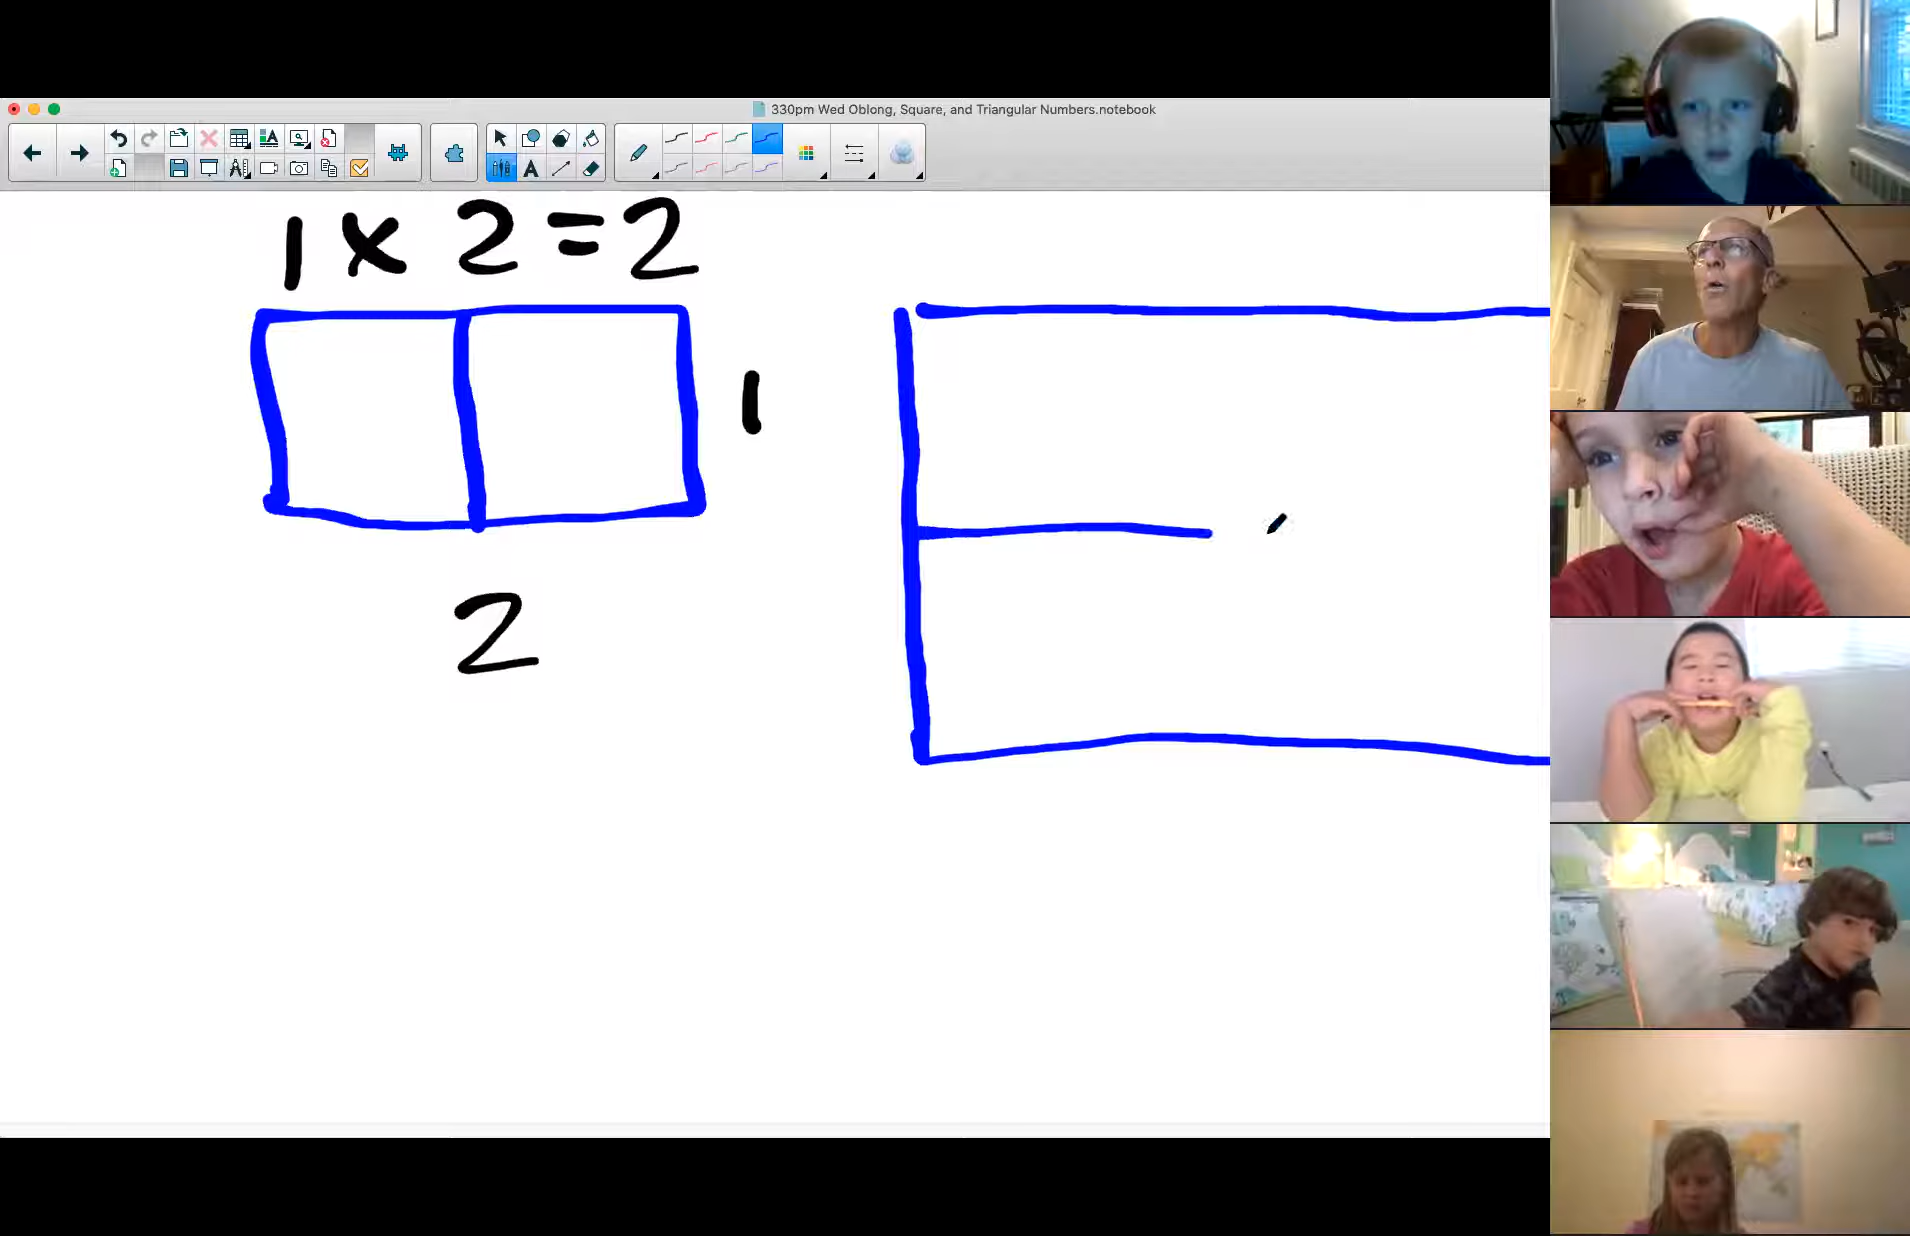 330pm Wed Oblong, Square, and Triangular Numbers.notebook
A
A
1 x 2 = 2
1
2